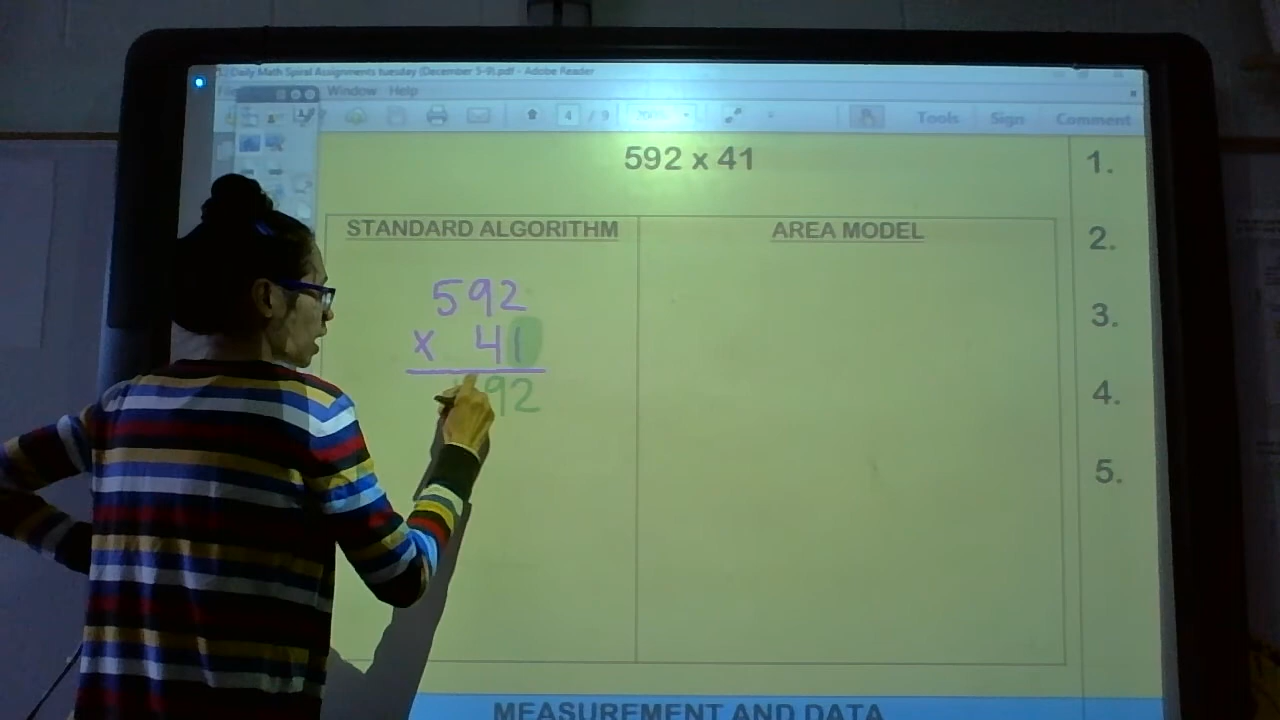 Daily Math Spiral Assignments tuesday (December 5-9).pdf - Adobe Reader
Window Help
4 / 9 Tools Sign Comment
592 x 41
1.
STANDARD ALGORITHM AREA MODEL
2.
592
3.
x 41
92
4.
5.
MEASUREMENT AND DATA